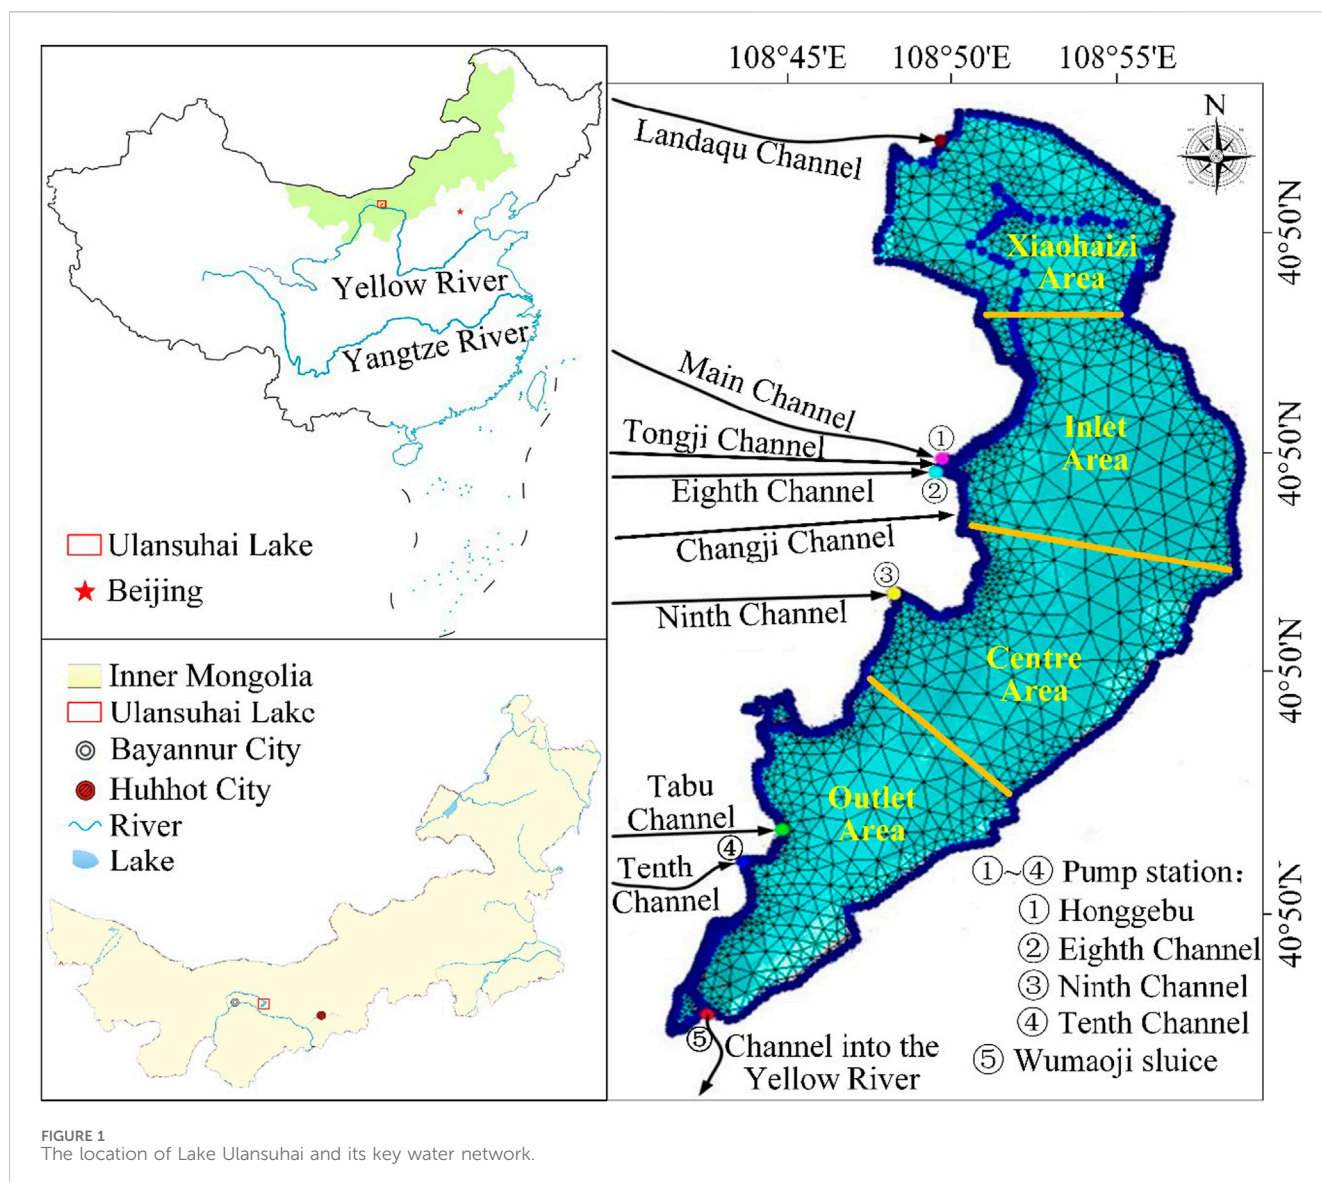 Yellow River
Yangtze River
Ulansuhai Lake
Beijing
Inner Mongolia
Ulansuhai Lake
Bayannur City
Huhhot City
River
Lake
108°45'E 108°50'E 108°55'E
N
Landaqu Channel
Xiaohaizi
Area
40°50'N
Main Channel
①
Tongji Channel
Inlet
Area
40°50'N
Eighth Channel
②
Changji Channel
③
Ninth Channel
Centre
Area
40°50'N
Tabu
Channel
Outlet
Area
④
Tenth
Channel
40°50'N
①~④ Pump station:
① Honggebu
② Eighth Channel
③ Ninth Channel
④ Tenth Channel
⑤ Wumaoji sluice
⑤
Channel into the
Yellow River
FIGURE 1
The location of Lake Ulansuhai and its key water network.